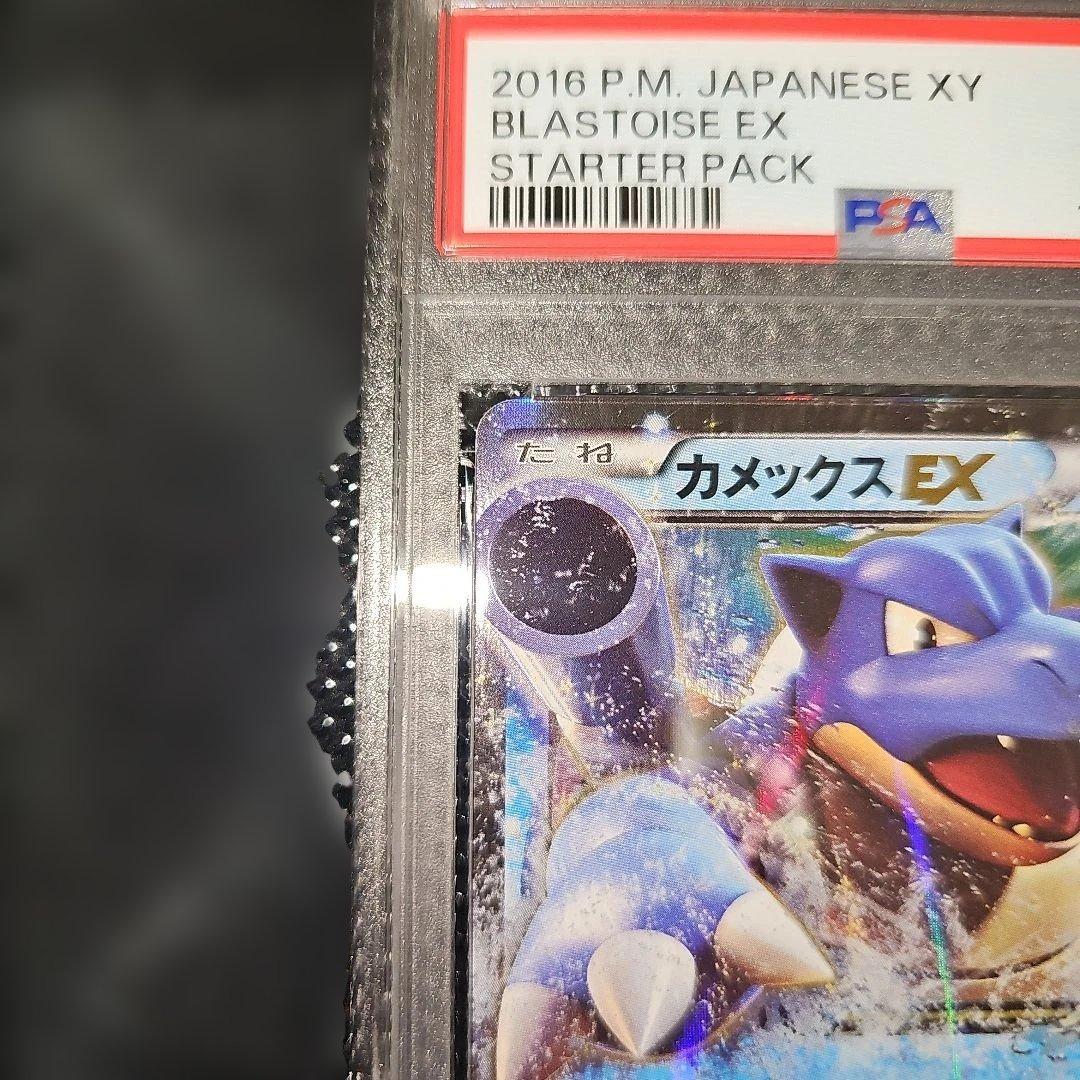 2016 P.M. JAPANESE XY
BLASTOISE EX
STARTER PACK
PSA
たね カメックスEX